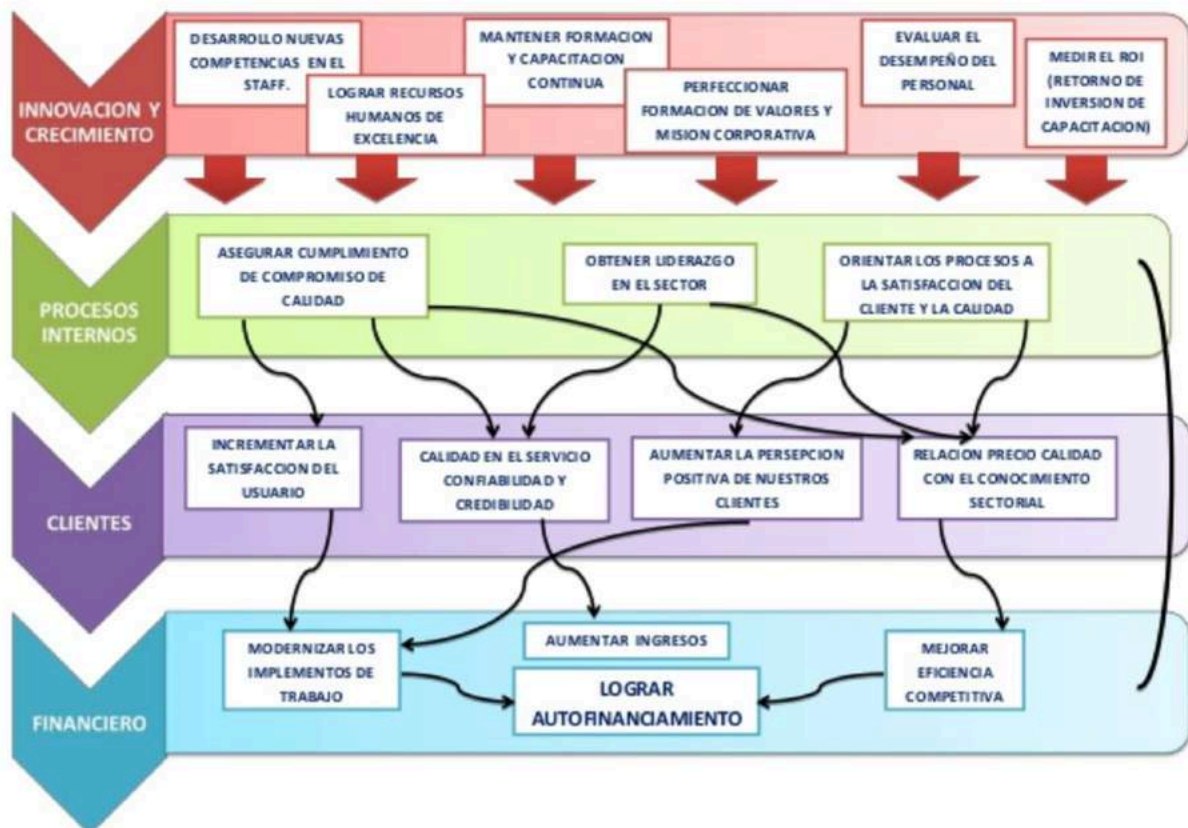 INNOVACION Y
CRECIMIENTO
DESARROLLO NUEVAS
COMPETENCIAS EN EL
STAFF.
LOGRAR RECURSOS
HUMANOS DE
EXCELENCIA
MANTENER FORMACION
Y CAPACITACION
CONTINUA
PERFECCIONAR
FORMACION DE VALORES Y
MISION CORPORATIVA
EVALUAR EL
DESEMPEÑO DEL
PERSONAL
MEDIR EL ROI
(RETORNO DE
INVERSION DE
CAPACITACION)
PROCESOS
INTERNOS
ASEGURAR CUMPLIMIENTO
DE COMPROMISO DE
CALIDAD
OBTENER LIDERAZGO
EN EL SECTOR
ORIENTAR LOS PROCESOS A
LA SATISFACCION DEL
CLIENTE Y LA CALIDAD
CLIENTES
INCREMENTAR LA
SATISFACCION DEL
USUARIO
CALIDAD EN EL SERVICIO
CONFIABILIDAD Y
CREDIBILIDAD
AUMENTAR LA PERSEPCION
POSITIVA DE NUESTROS
CLIENTES
RELACION PRECIO CALIDAD
CON EL CONOCIMIENTO
SECTORIAL
FINANCIERO
MODERNIZAR LOS
IMPLEMENTOS DE
TRABAJO
AUMENTAR INGRESOS
LOGRAR
AUTOFINANCIAMIENTO
MEJORAR
EFICIENCIA
COMPETITIVA